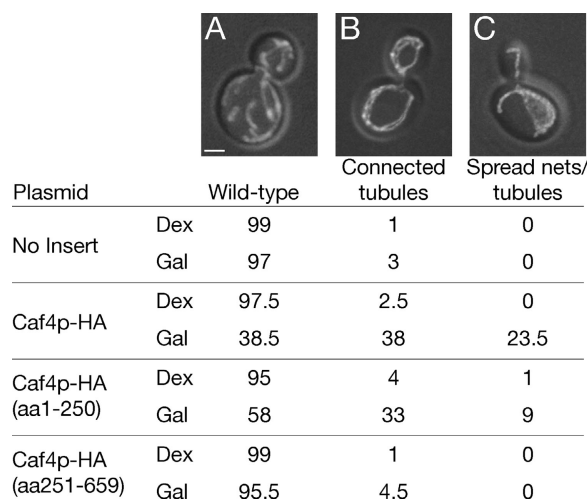 A B C
Plasmid Wild-type Connected tubules Spread nets/ tubules
No Insert Dex 99 1 0
Gal 97 3 0
Caf4p-HA Dex 97.5 2.5 0
Gal 38.5 38 23.5
Caf4p-HA (aa1-250) Dex 95 4 1
Gal 58 33 9
Caf4p-HA (aa251-659) Dex 99 1 0
Gal 95.5 4.5 0